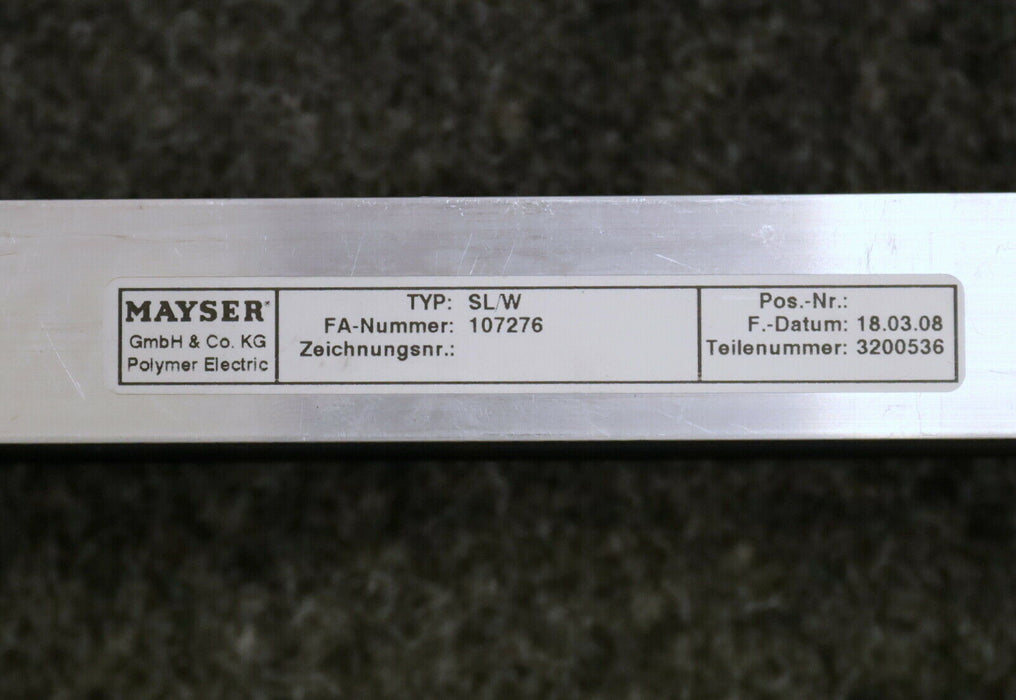 MAYSER®
GmbH & Co. KG
Polymer Electric
TYP: SL/W
FA-Nummer: 107276
Zeichnungsnr.:
Pos.-Nr.:
F.-Datum: 18.03.08
Teilenummer: 3200536